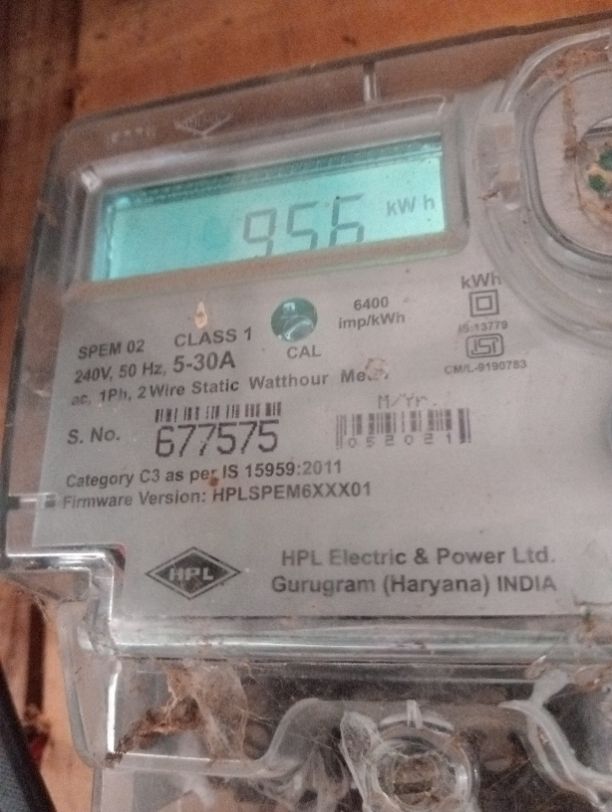 956 kWh
kWh
6400
imp/kWh
IS:13779
ISI
CM/L-9190783
SPEM 02 CLASS 1
CAL
240V, 50 Hz, 5-30A
ac, 1Ph, 2 Wire Static Watthour
M/Yr.
S. No. 677575
052021
Category C3 as per IS 15959:2011
Firmware Version: HPLSPEM6XXX01
HPL
HPL Electric & Power Ltd.
Gurugram (Haryana) INDIA